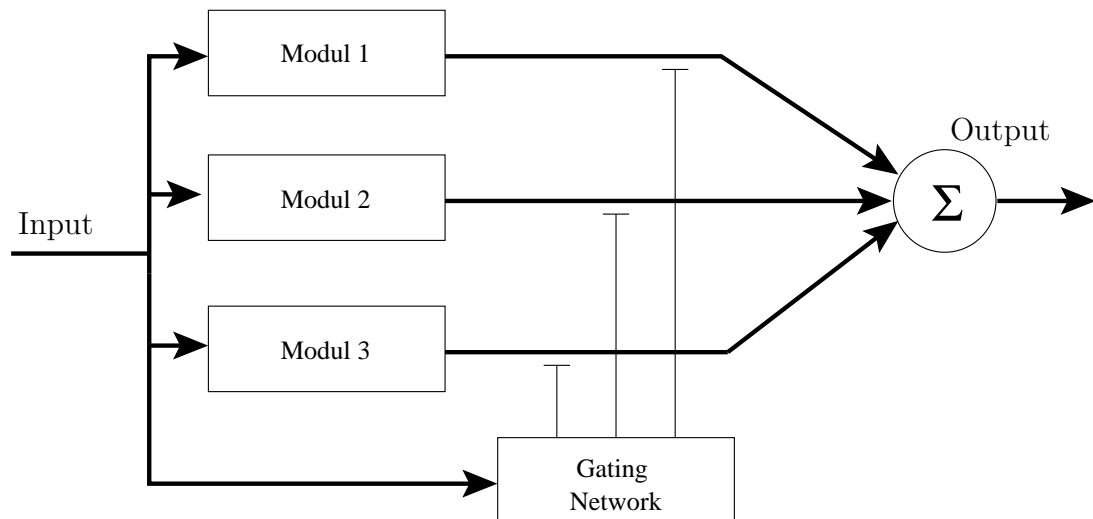 Modul 1
Output
Modul 2
Σ
Input
Modul 3
Gating
Network